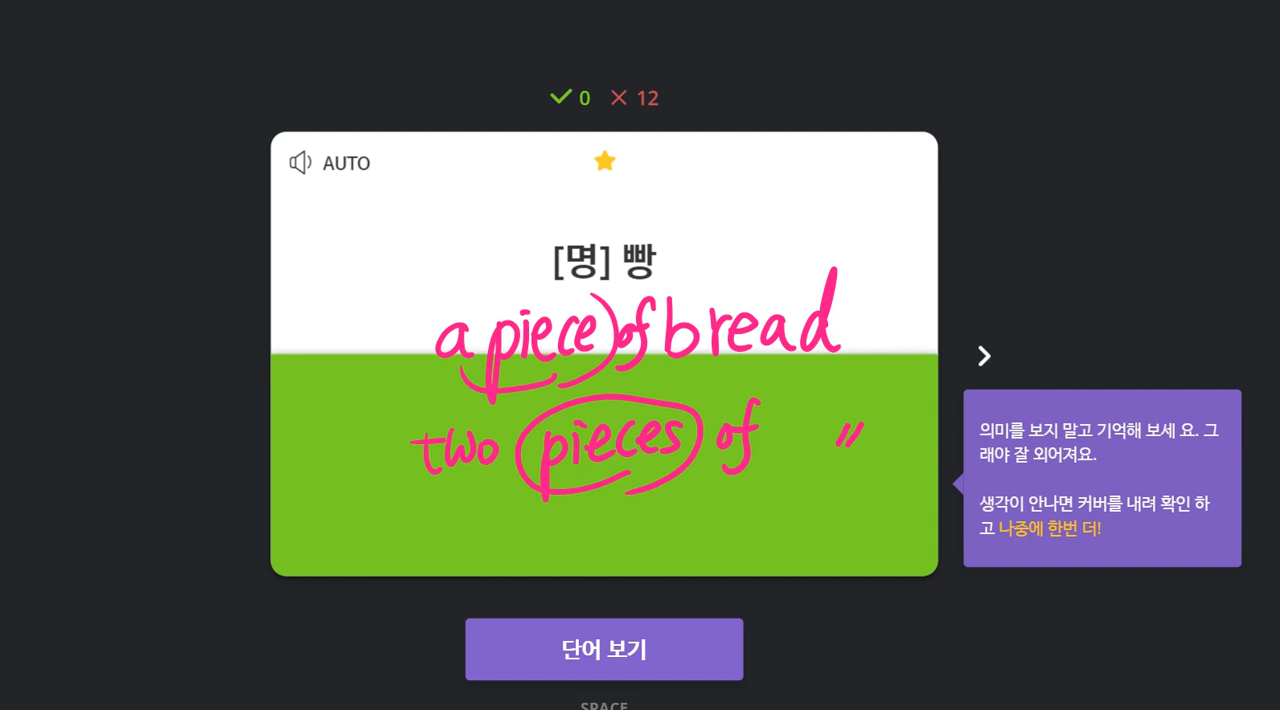 0 12
AUTO
[명] 빵
a piece of bread
two pieces of "
의미를 보지 말고 기억해 보세 요. 그
래야 잘 외어져요.
생각이 안나면 커버를 내려 확인 하
고 나중에 한번 더!
단어 보기
SPACE